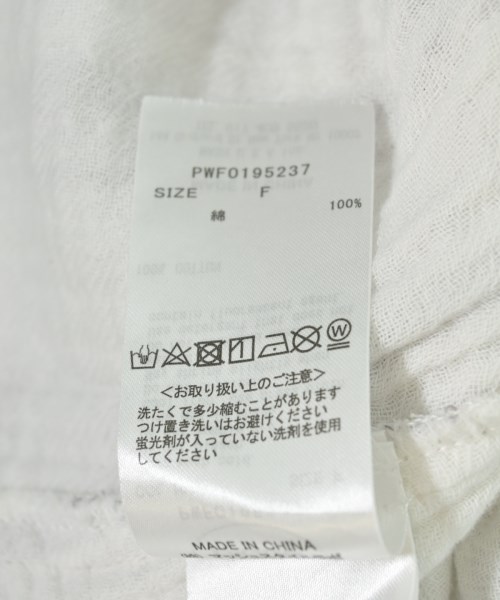 PWF0195237
SIZE F
綿 100%
W
<お取り扱い上のご注意>
洗たくで多少縮むことがあります
つけ置き洗いはお避けください
蛍光剤が入っていない洗剤を使用
してください
MADE IN CHINA